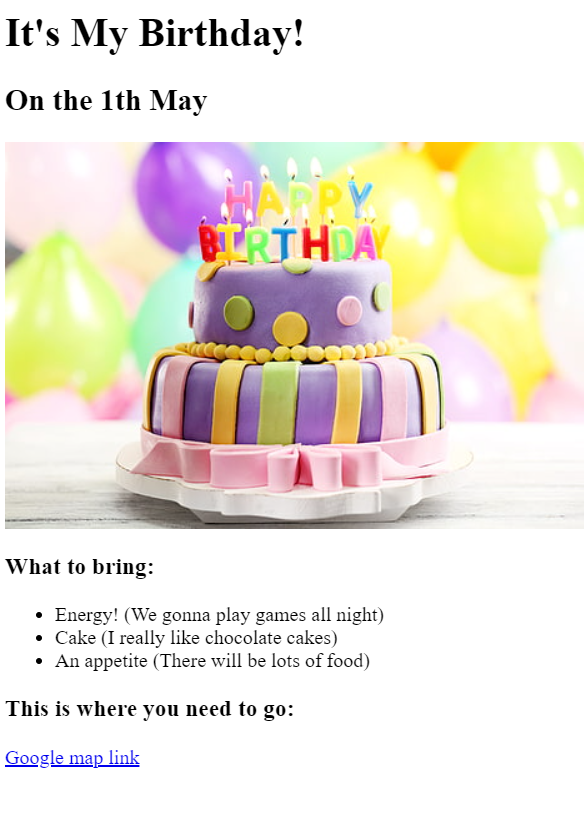 It's My Birthday!
On the 1th May
HAPPY
BIRTHDAY
What to bring:
Energy! (We gonna play games all night)
Cake (I really like chocolate cakes)
An appetite (There will be lots of food)
This is where you need to go:
Google map link